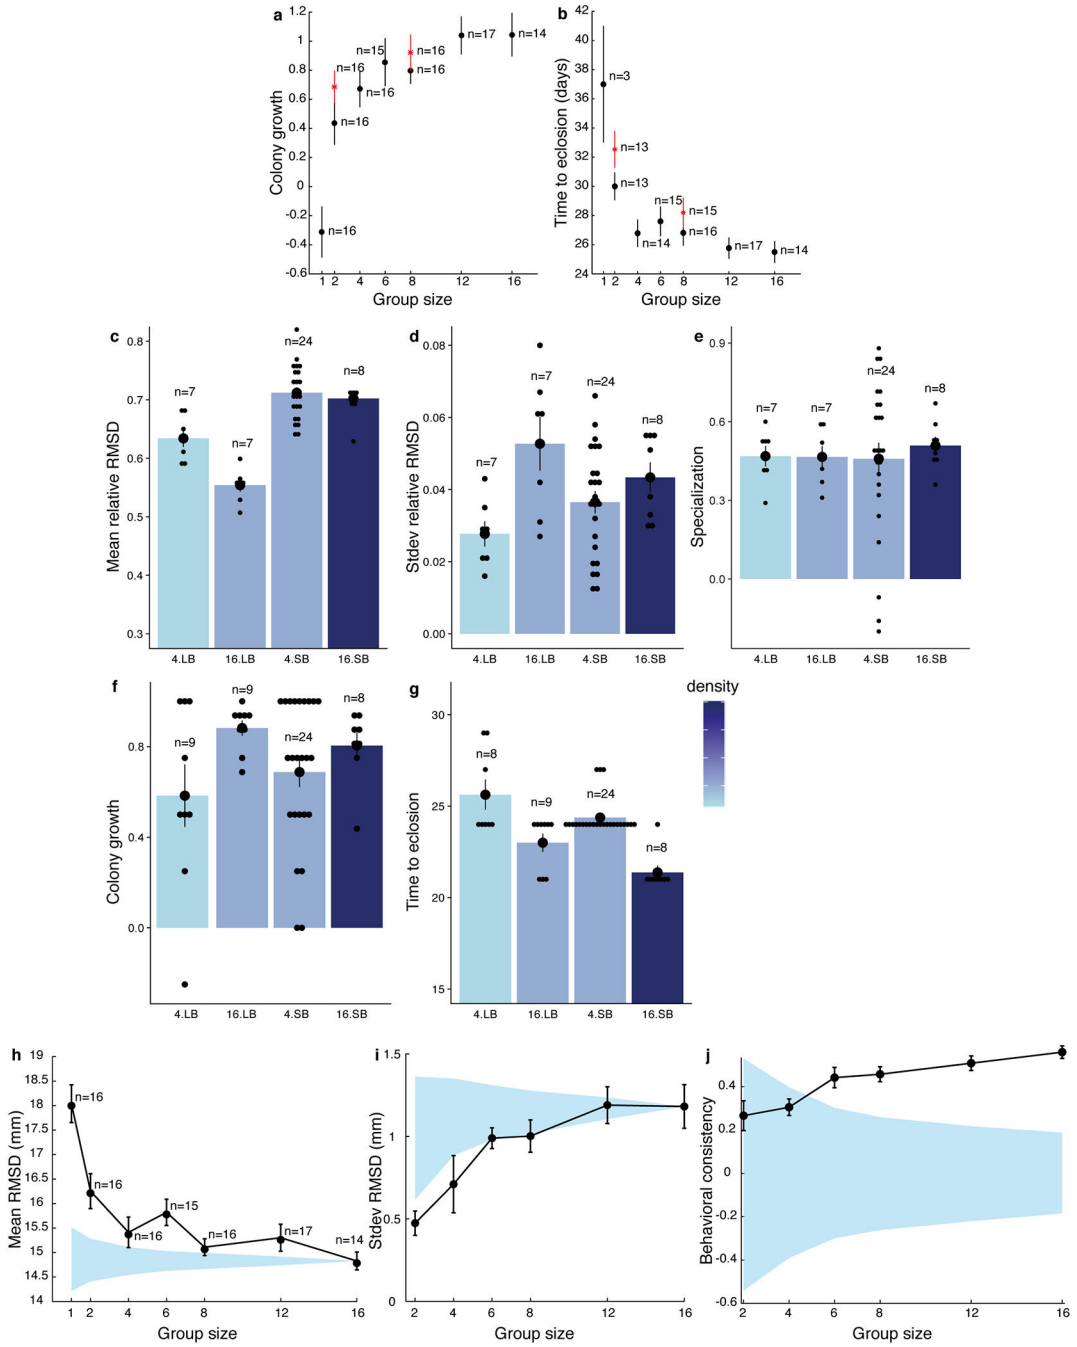 a
1.2
1
0.8
0.6
0.4
0.2
0
-0.2
-0.4
-0.6
Colony growth
n=16
n=16
n=16
n=16
n=15
n=16
n=16
n=17
n=14
1 2 4 6 8 12 16
Group size
b
42
40
38
36
34
32
30
28
26
24
Time to eclosion (days)
n=3
n=13
n=13
n=14
n=15
n=15
n=16
n=17
n=14
1 2 4 6 8 12 16
Group size
c
0.8
0.7
0.6
0.5
0.4
0.3
Mean relative RMSD
n=7
n=7
n=24
n=8
4.LB 16.LB 4.SB 16.SB
d
0.08
0.06
0.04
0.02
0.00
Stdev relative RMSD
n=7
n=7
n=24
n=8
4.LB 16.LB 4.SB 16.SB
e
0.9
0.6
0.3
0.0
Specialization
n=7
n=7
n=24
n=8
4.LB 16.LB 4.SB 16.SB
f
0.8
0.4
0.0
Colony growth
n=9
n=9
n=24
n=8
4.LB 16.LB 4.SB 16.SB
g
30
25
20
15
Time to eclosion
n=8
n=9
n=24
n=8
4.LB 16.LB 4.SB 16.SB
density
h
19
18.5
18
17.5
17
16.5
16
15.5
15
14.5
14
Mean RMSD (mm)
n=16
n=16
n=16
n=15
n=16
n=17
n=14
1 2 4 6 8 12 16
Group size
i
1.5
1
0.5
0
Stdev RMSD (mm)
2 4 6 8 12 16
Group size
j
0.4
0.2
0
-0.2
-0.4
-0.6
Behavioral consistency
2 4 6 8 12 16
Group size